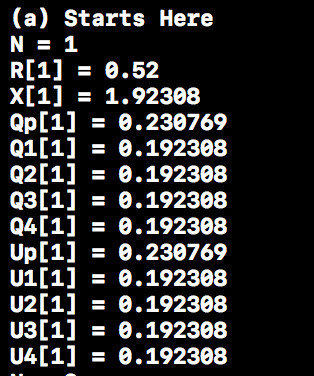 (a) Starts Here
N = 1
R[1] = 0.52
X[1] = 1.92308
Qp[1] = 0.230769
Q1[1] = 0.192308
Q2[1] = 0.192308
Q3[1] = 0.192308
Q4[1] = 0.192308
Up[1] = 0.230769
U1[1] = 0.192308
U2[1] = 0.192308
U3[1] = 0.192308
U4[1] = 0.192308